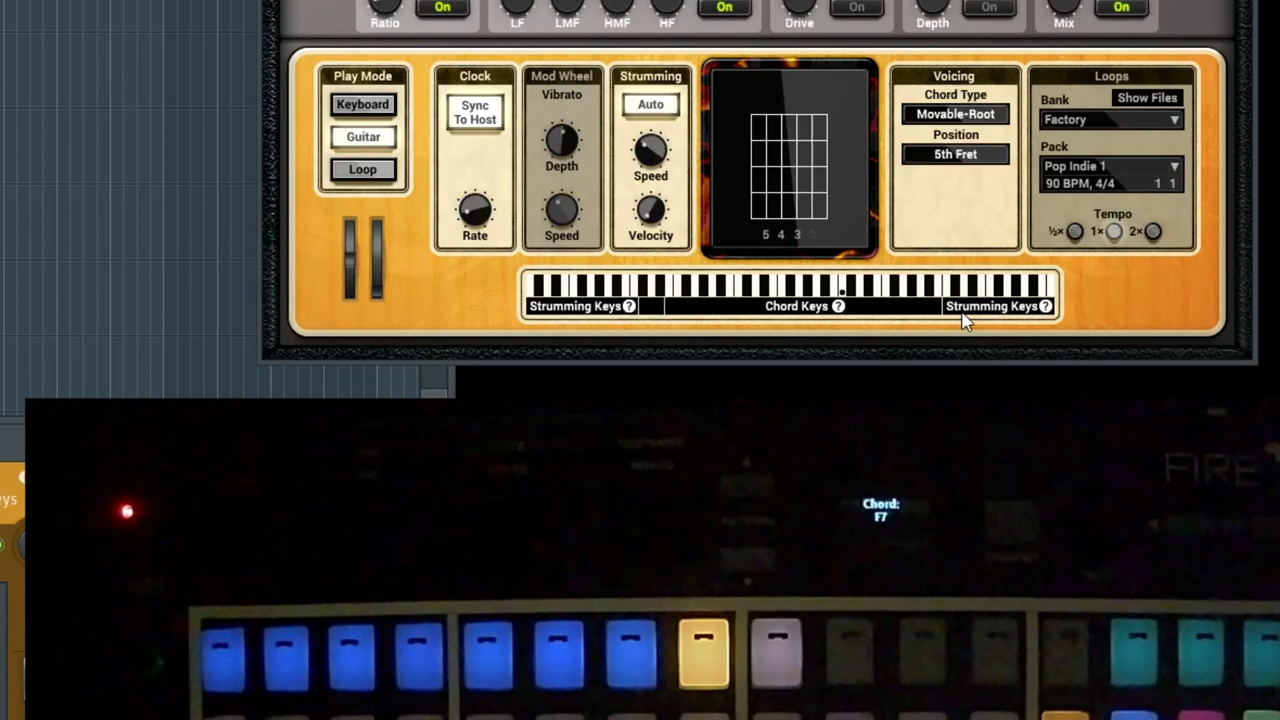 Ratio On LF LMF HMF HF On Drive On Depth On Mix On
Play Mode
Keyboard
Guitar
Loop
Clock
Sync
To Host
Rate
Mod Wheel
Vibrato
Depth
Speed
Strumming
Auto
Speed
Velocity
5 4 3
Voicing
Chord Type
Movable-Root
Position
5th Fret
Loops
Bank Show Files
Factory
Pack
Pop Indie 1
90 BPM, 4/4 1 1
Tempo
½× 1× 2×
Strumming Keys ? Chord Keys ? Strumming Keys ?
eys
FIRE
Chord:
F7